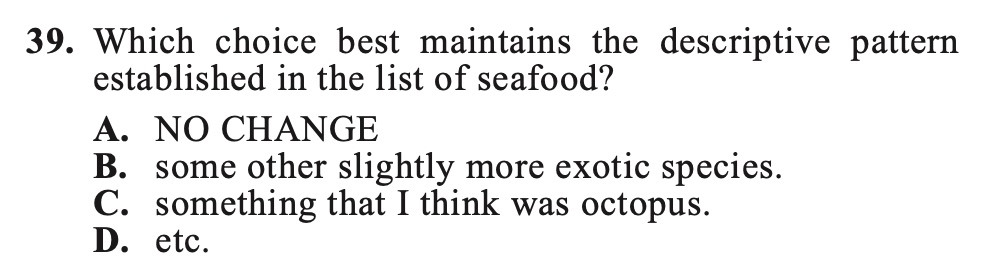 39. Which choice best maintains the descriptive pattern
established in the list of seafood?
A. NO CHANGE
B. some other slightly more exotic species.
C. something that I think was octopus.
D. etc.